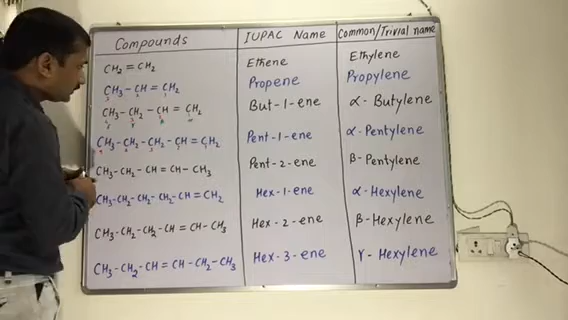 Compounds IUPAC Name Common/Trivial name
CH₂ = CH₂ Ethene Ethylene
CH₃ - CH = CH₂ Propene Propylene
CH₃ - CH₂ - CH = CH₂ But-1-ene α- Butylene
CH₃-CH₂-CH₂-CH = CH₂ Pent-1-ene α-Pentylene
CH₃-CH₂-CH = CH-CH₃ Pent-2-ene β-Pentylene
CH₃-CH₂-CH₂-CH₂-CH = CH₂ Hex-1-ene α-Hexylene
CH₃-CH₂-CH₂-CH = CH-CH₃ Hex-2-ene β-Hexylene
CH₃-CH₂-CH = CH-CH₂-CH₃ Hex-3-ene γ-Hexylene